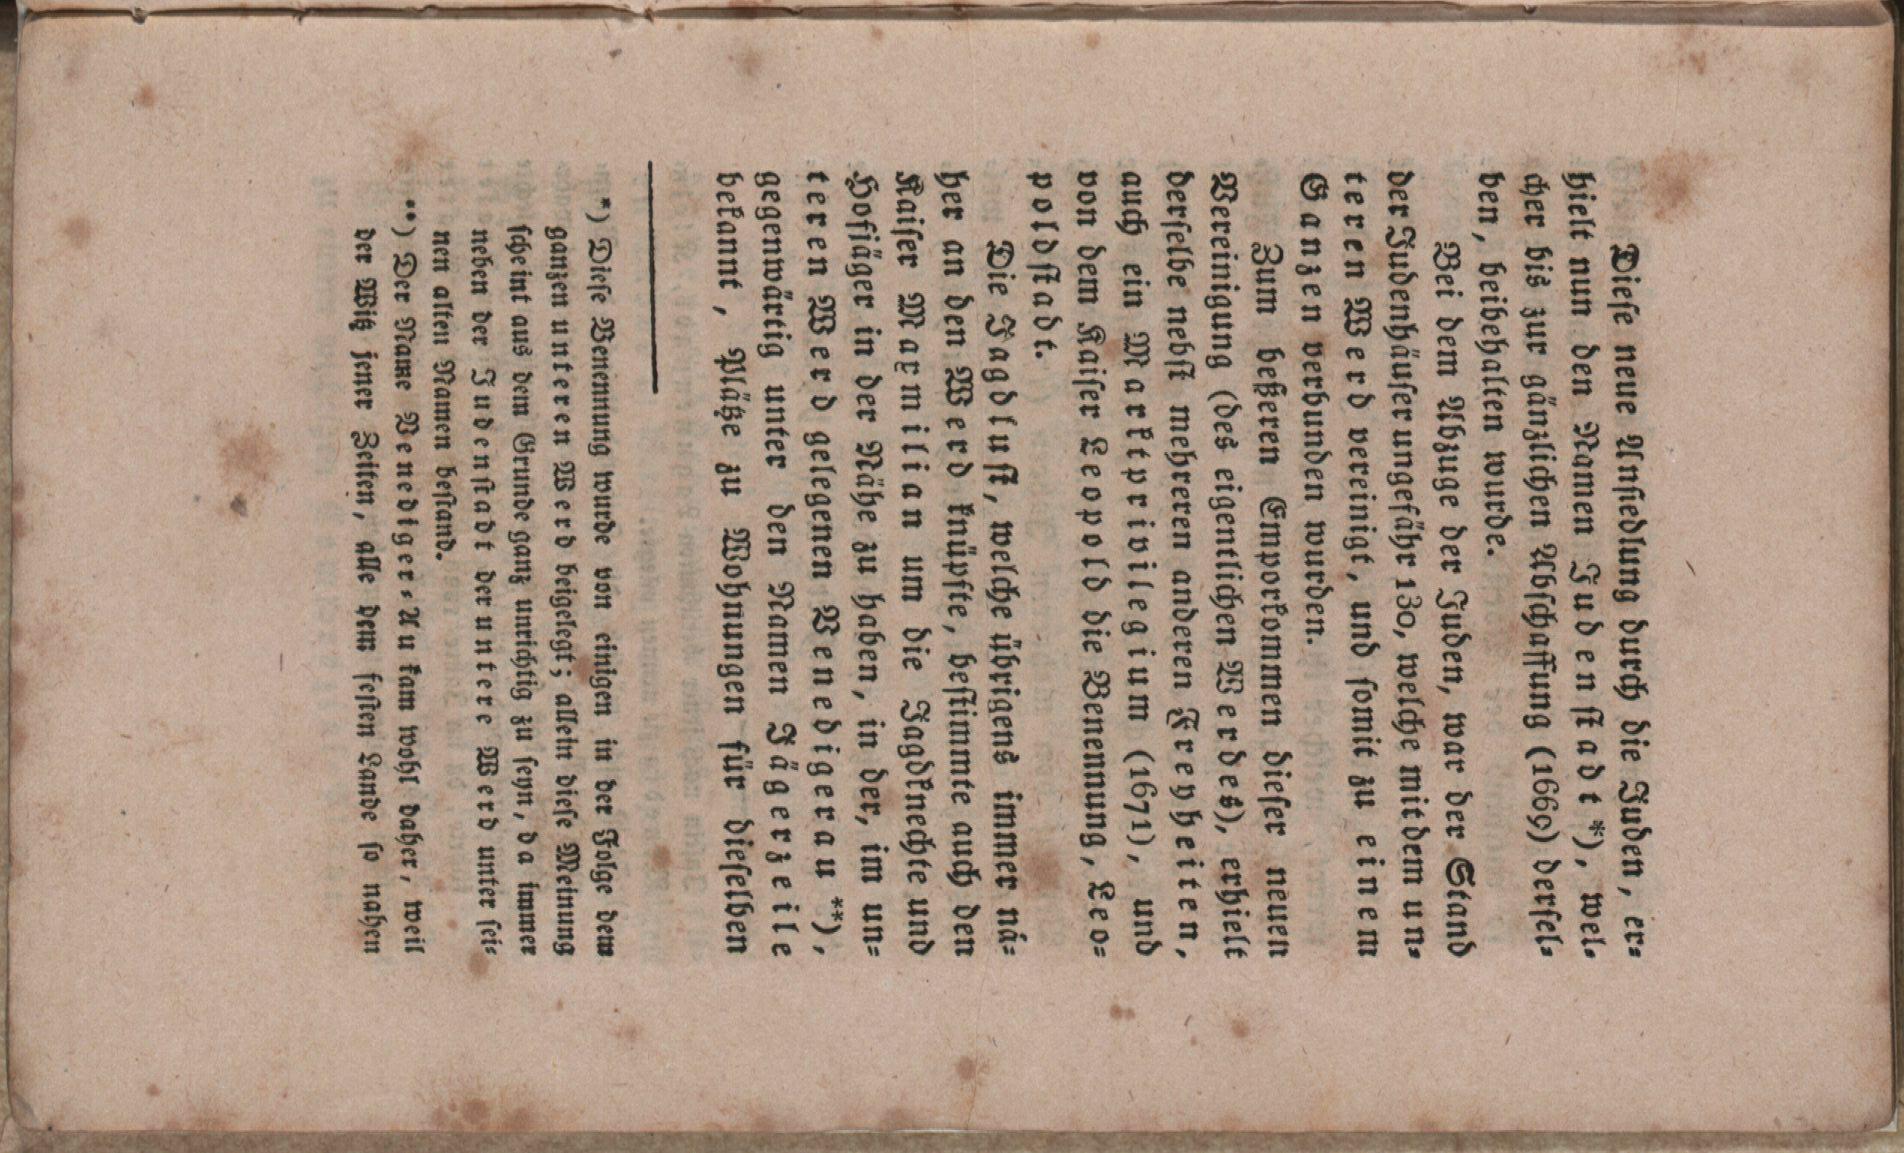 Dieſe neue Anſiedlung durch die Juden, er⸗
hielt nun den Namen Judenſtadt *), wel⸗
cher bis zur gänzlichen Abſchaffung (1669) derſel⸗
ben, beibehalten wurde.
Bei dem Abzuge der Juden, war der Stand
der Judenhäuſer ungefähr 130, welche mit dem un⸗
teren Werd vereinigt, und ſomit zu einem
Ganzen verbunden wurden.
Zum beßeren Emporkommen dieſer neuen
Vereinigung (des eigentlichen Werdes), erhielt
derſelbe nebſt mehreren anderen Freyheiten,
auch ein Marktprivilegium (1671), und
von dem Kaiſer Leopold die Benennung, Leo⸗
poldſtadt.
Die Jagdluſt, welche übrigens immer nä⸗
her an den Werd knüpfte, beſtimmte auch den
Kaiſer Maxmilian um die Jagdknechte und
Hofjäger in der Nähe zu haben, in der, im un⸗
teren Werd gelegenen Venedigerau **),
gegenwärtig unter den Namen Jägerzeile
bekannt, Plätze zu Wohnungen für dieſelben
*) Dieſe Benennung wurde von einigen in der Folge dem
ganzen unteren Werd beigelegt; allein dieſe Meinung
ſcheint aus dem Grunde ganz unrichtig zu ſeyn, da immer
neben der Judenſtadt der untere Werd unter ſei⸗
nen alten Namen beſtand.
**) Der Name Venediger⸗Au kam wohl daher, weil
der Witz jener Zeiten, alle dem feſten Lande ſo nahen